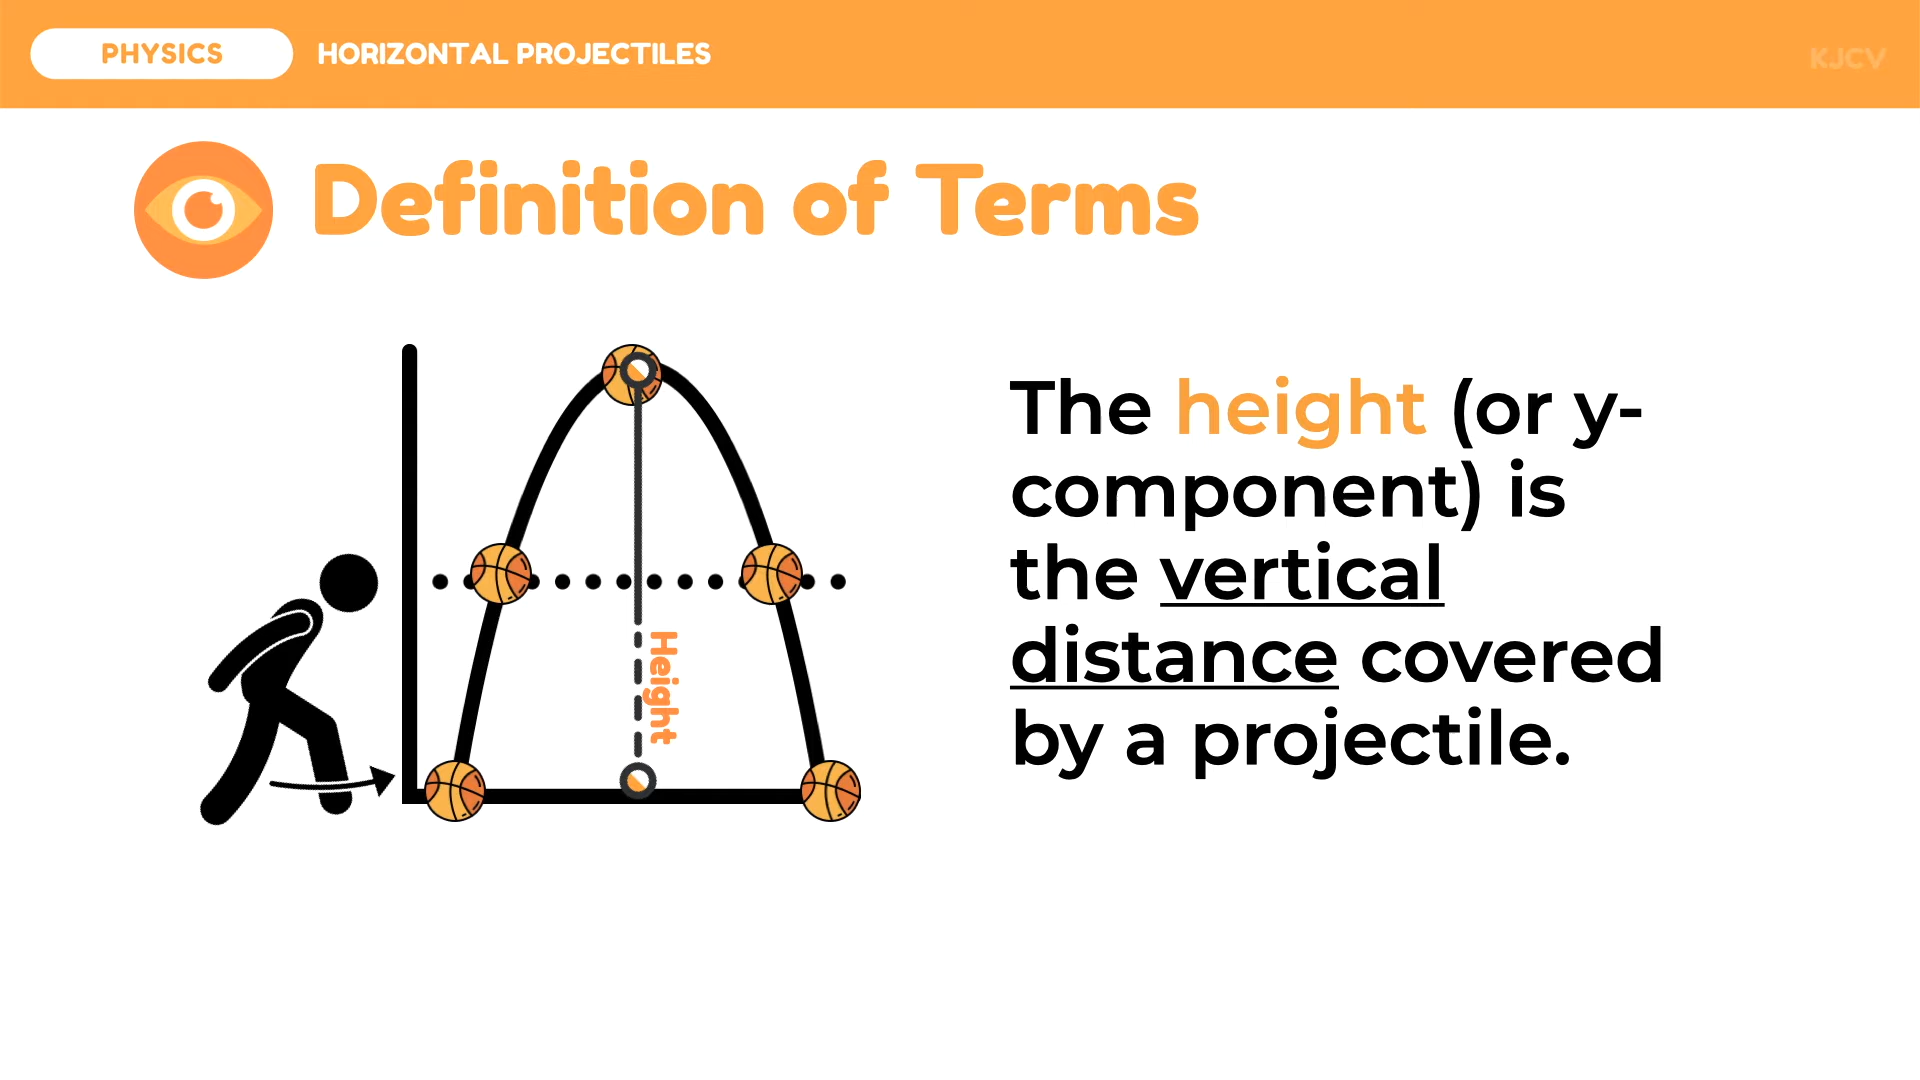 PHYSICS
HORIZONTAL PROJECTILES
KJCV
Definition of Terms
The height (or y-
component) is
the vertical
distance covered
by a projectile.
Height